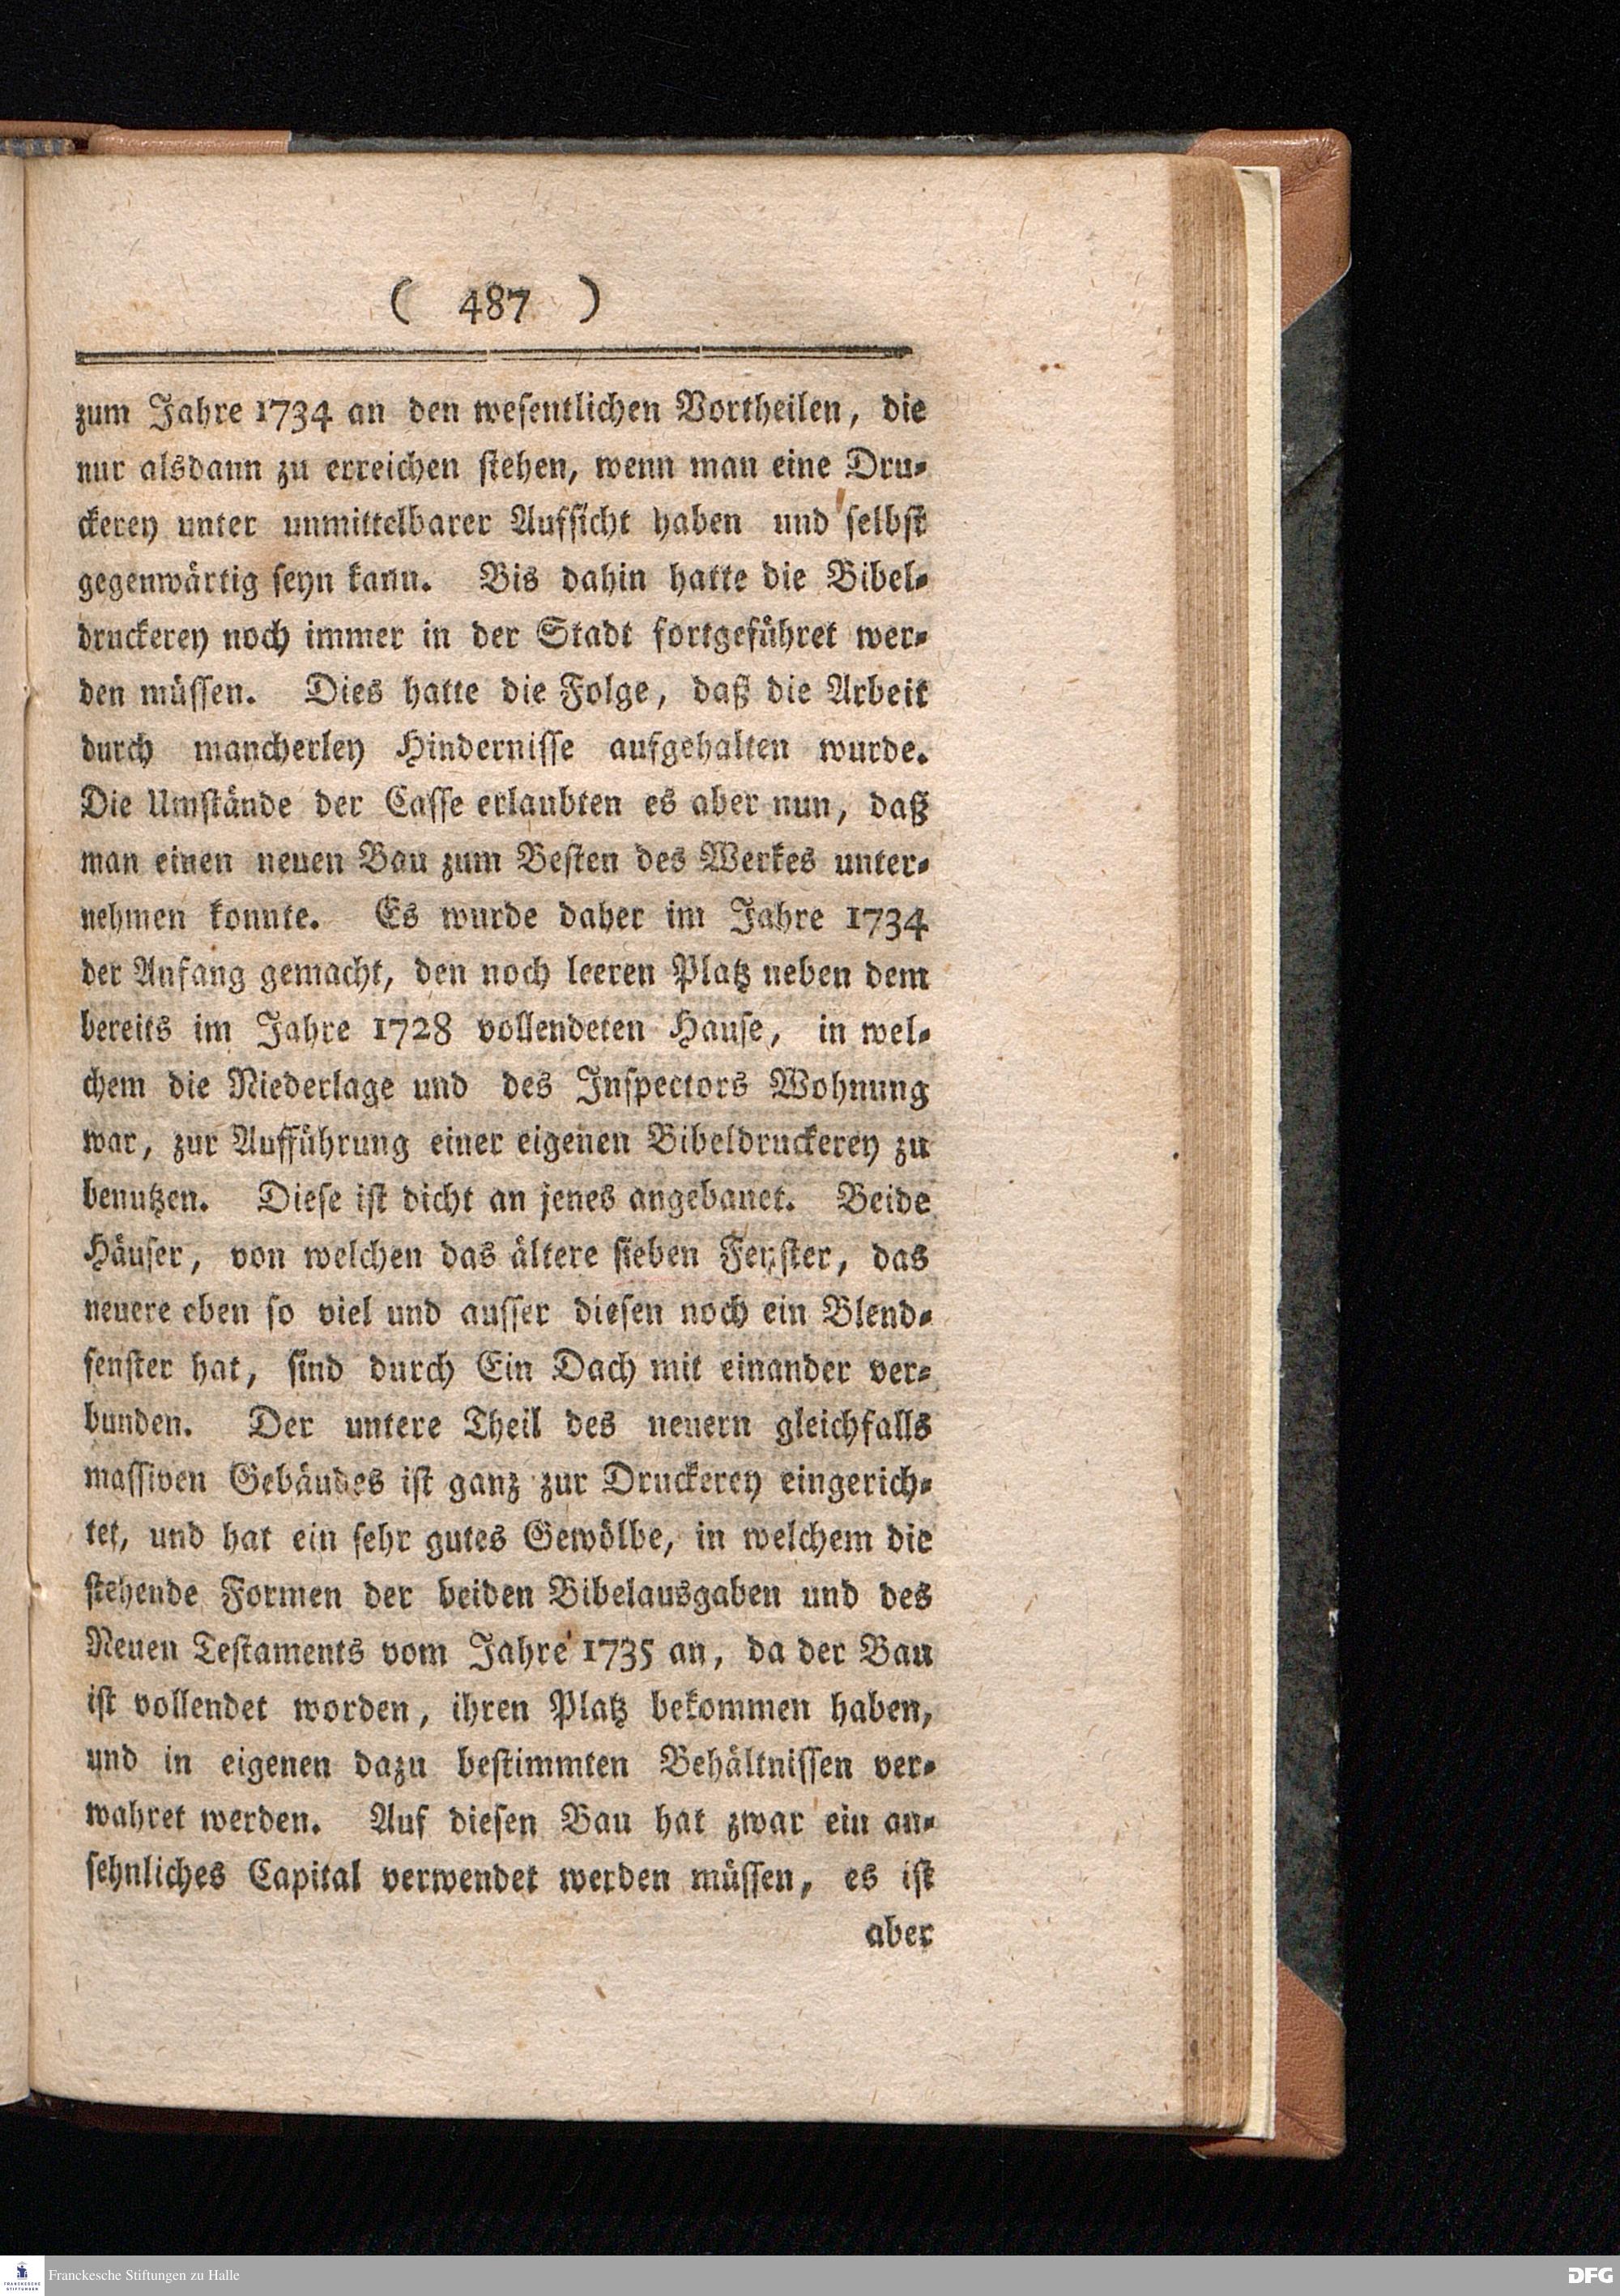 ( 487 )
zum Jahre 1734 an den wesentlichen Vortheilen, die
nur alsdann zu erreichen stehen, wenn man eine Dru-
ckerey unter unmittelbarer Aufsicht haben und selbst
gegenwärtig seyn kann. Bis dahin hatte die Bibel-
druckerey noch immer in der Stadt fortgeführet wer-
den müssen. Dies hatte die Folge, daß die Arbeit
durch mancherley Hindernisse aufgehalten wurde.
Die Umstände der Casse erlaubten es aber nun, daß
man einen neuen Bau zum Besten des Werkes unter-
nehmen konnte. Es wurde daher im Jahre 1734
der Anfang gemacht, den noch leeren Platz neben dem
bereits im Jahre 1728 vollendeten Hause, in wel-
chem die Niederlage und des Inspectors Wohnung
war, zur Aufführung einer eigenen Bibeldruckerey zu
benutzen. Diese ist dicht an jenes angebauet. Beide
Häuser, von welchen das ältere sieben Fenster, das
neuere eben so viel und ausser diesen noch ein Blend-
fenster hat, sind durch Ein Dach mit einander ver-
bunden. Der untere Theil des neuern gleichfalls
massiven Gebäudes ist ganz zur Druckerey eingerich-
tet, und hat ein sehr gutes Gewölbe, in welchem die
stehende Formen der beiden Bibelausgaben und des
Neuen Testaments vom Jahre 1735 an, da der Bau
ist vollendet worden, ihren Platz bekommen haben,
und in eigenen dazu bestimmten Behältnissen ver-
wahret werden. Auf diesen Bau hat zwar ein an-
sehnliches Capital verwendet werden müssen, es ist
aber
FRANCKESCHE
STIFTUNGEN
Franckesche Stiftungen zu Halle
DFG